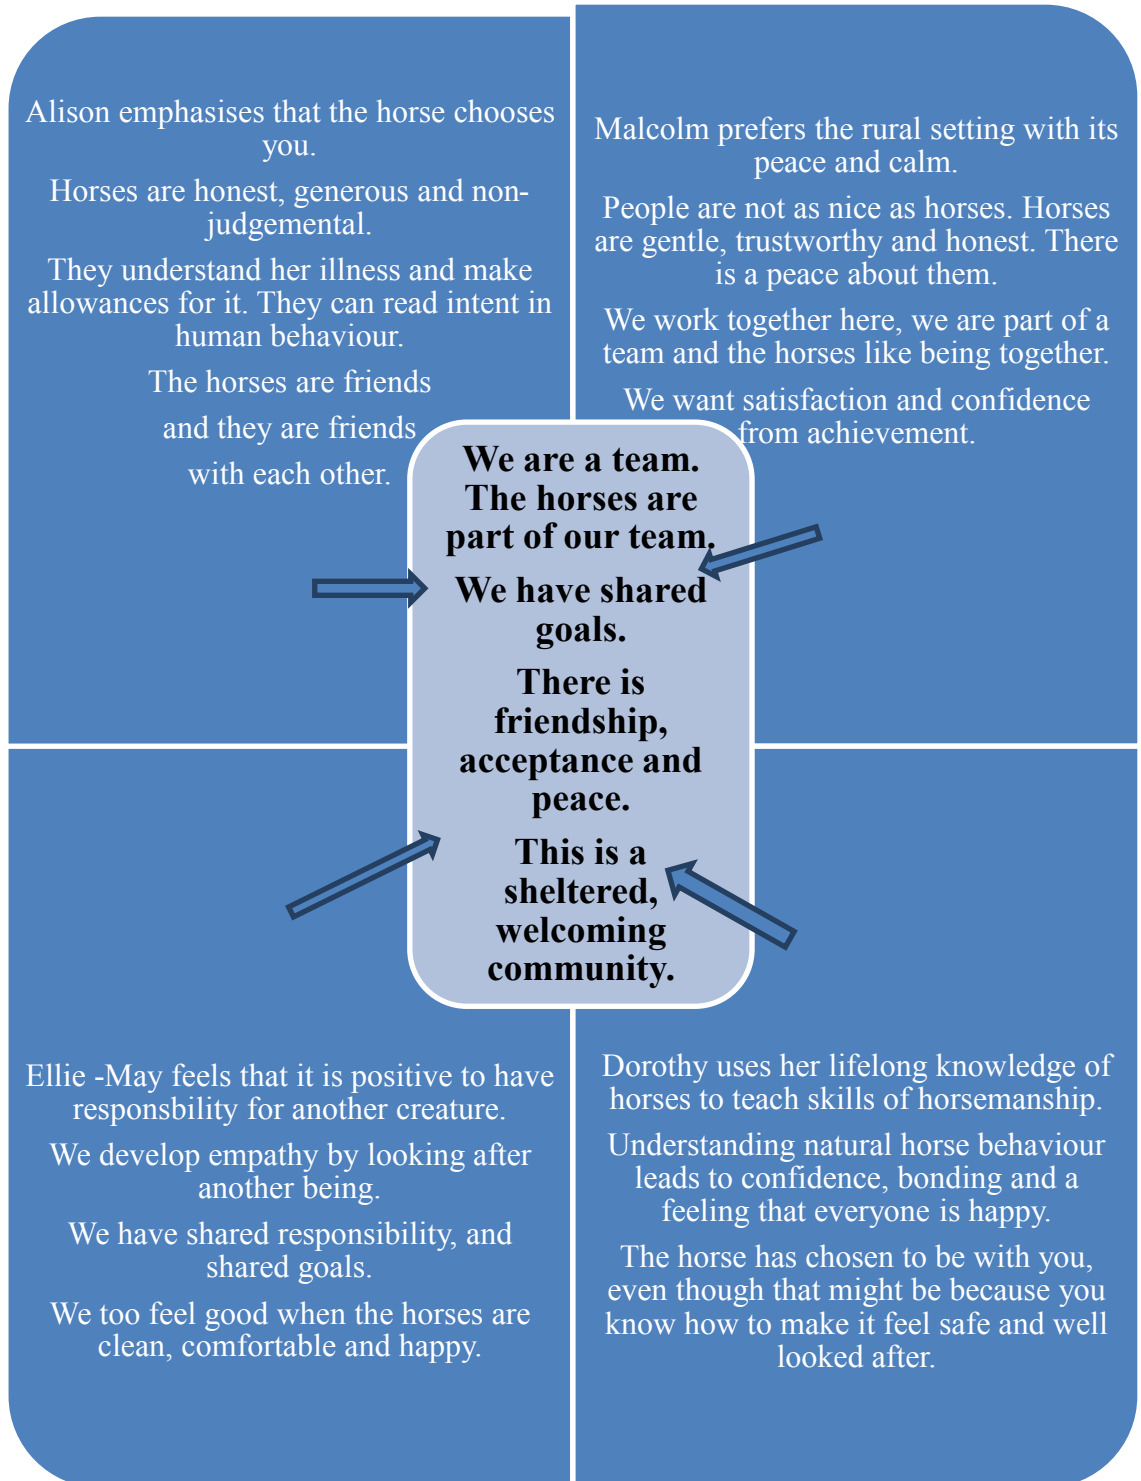 Alison emphasises that the horse chooses
you.
Horses are honest, generous and non-
judgemental.
They understand her illness and make
allowances for it. They can read intent in
human behaviour.
The horses are friends
and they are friends
with each other.
Malcolm prefers the rural setting with its
peace and calm.
People are not as nice as horses. Horses
are gentle, trustworthy and honest. There
is a peace about them.
We work together here, we are part of a
team and the horses like being together.
We want satisfaction and confidence
from achievement.
We are a team.
The horses are
part of our team.
We have shared
goals.
There is
friendship,
acceptance and
peace.
This is a
sheltered,
welcoming
community.
Ellie -May feels that it is positive to have
responsbility for another creature.
We develop empathy by looking after
another being.
We have shared responsibility, and
shared goals.
We too feel good when the horses are
clean, comfortable and happy.
Dorothy uses her lifelong knowledge of
horses to teach skills of horsemanship.
Understanding natural horse behaviour
leads to confidence, bonding and a
feeling that everyone is happy.
The horse has chosen to be with you,
even though that might be because you
know how to make it feel safe and well
looked after.